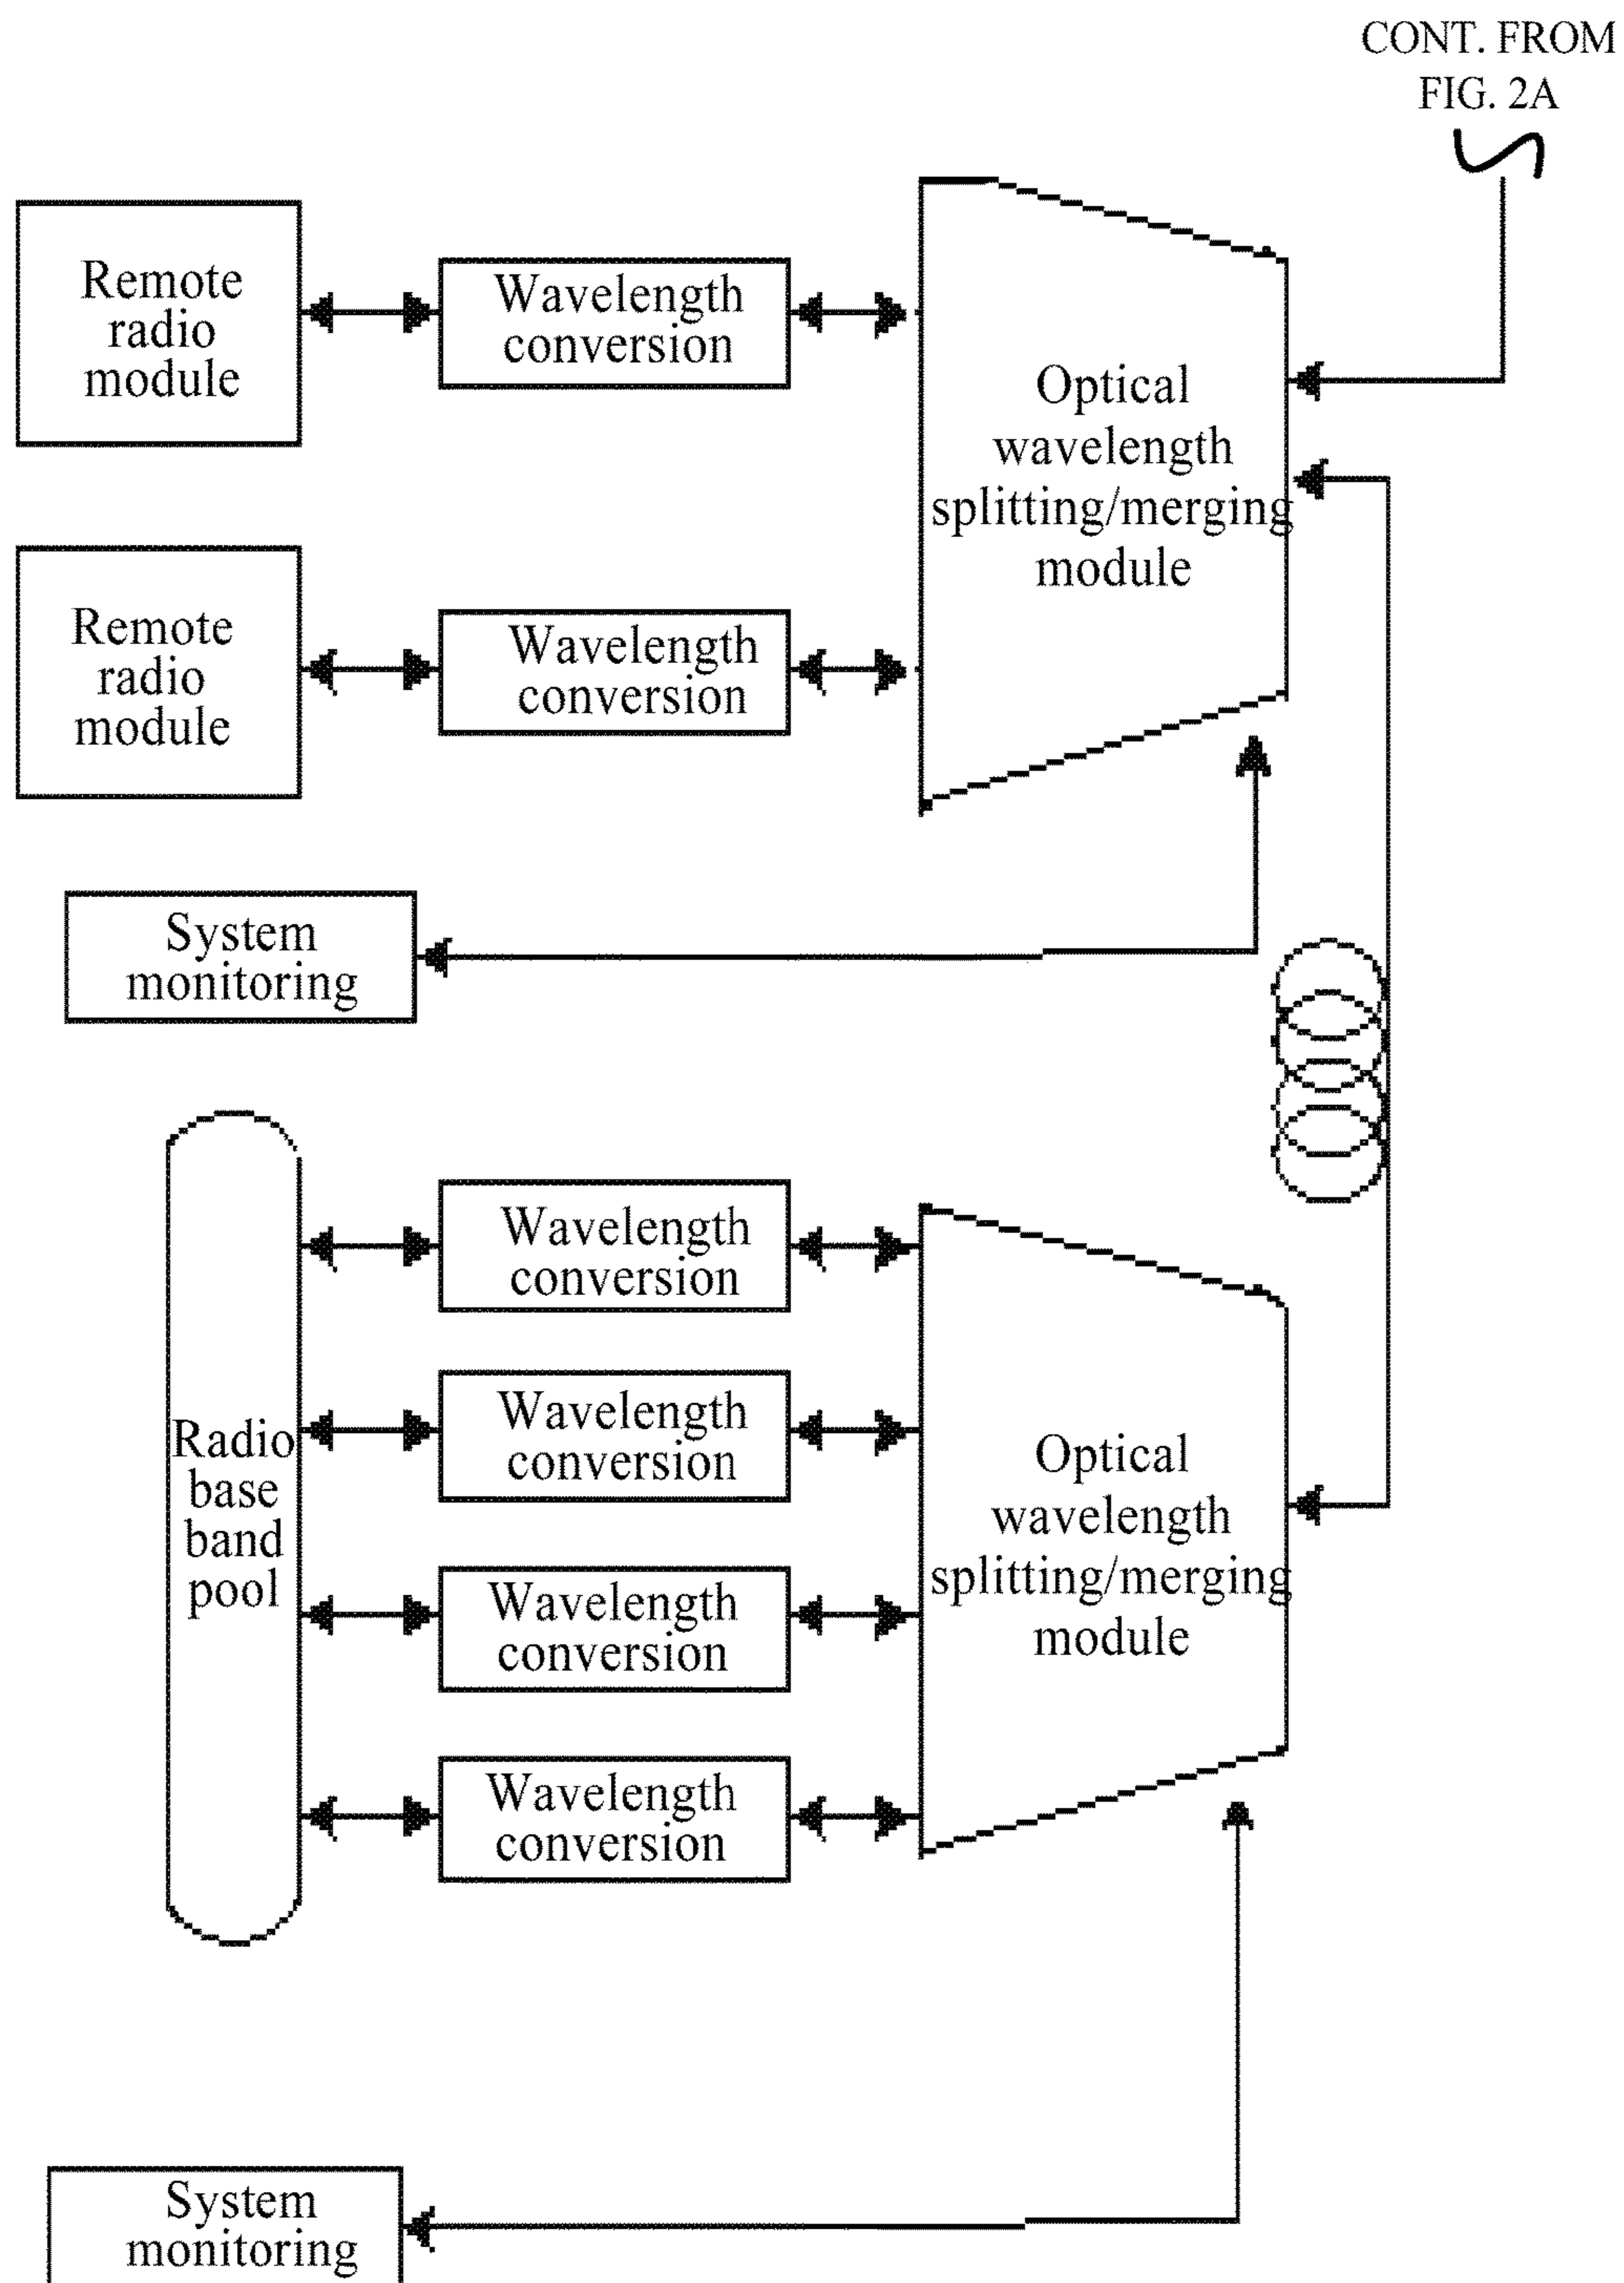 CONT. FROM
FIG. 2A
Remote
radio
module
Wavelength
conversion
Optical
wavelength
splitting/merging
module
Remote
radio
module
Wavelength
conversion
System
monitoring
Radio
base
band
pool
Wavelength
conversion
Wavelength
conversion
Wavelength
conversion
Wavelength
conversion
Optical
wavelength
splitting/merging
module
System
monitoring